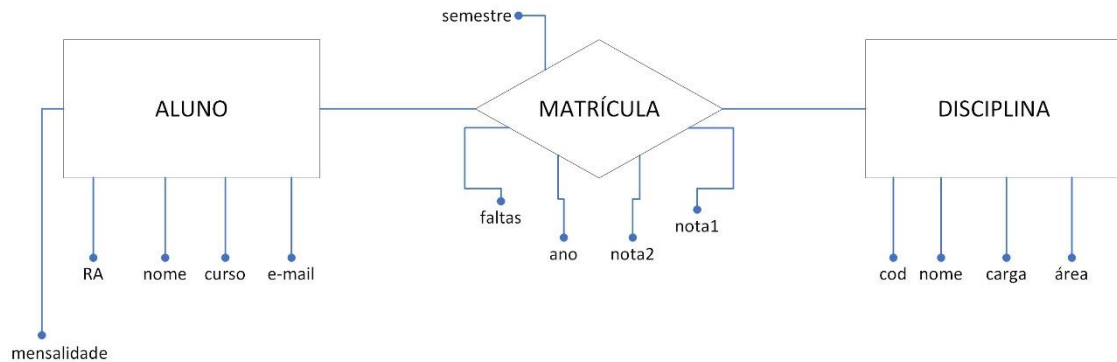 semestre
ALUNO
MATRÍCULA
DISCIPLINA
faltas
nota1
ano
nota2
RA
nome
curso
e-mail
cod
nome
carga
área
mensalidade